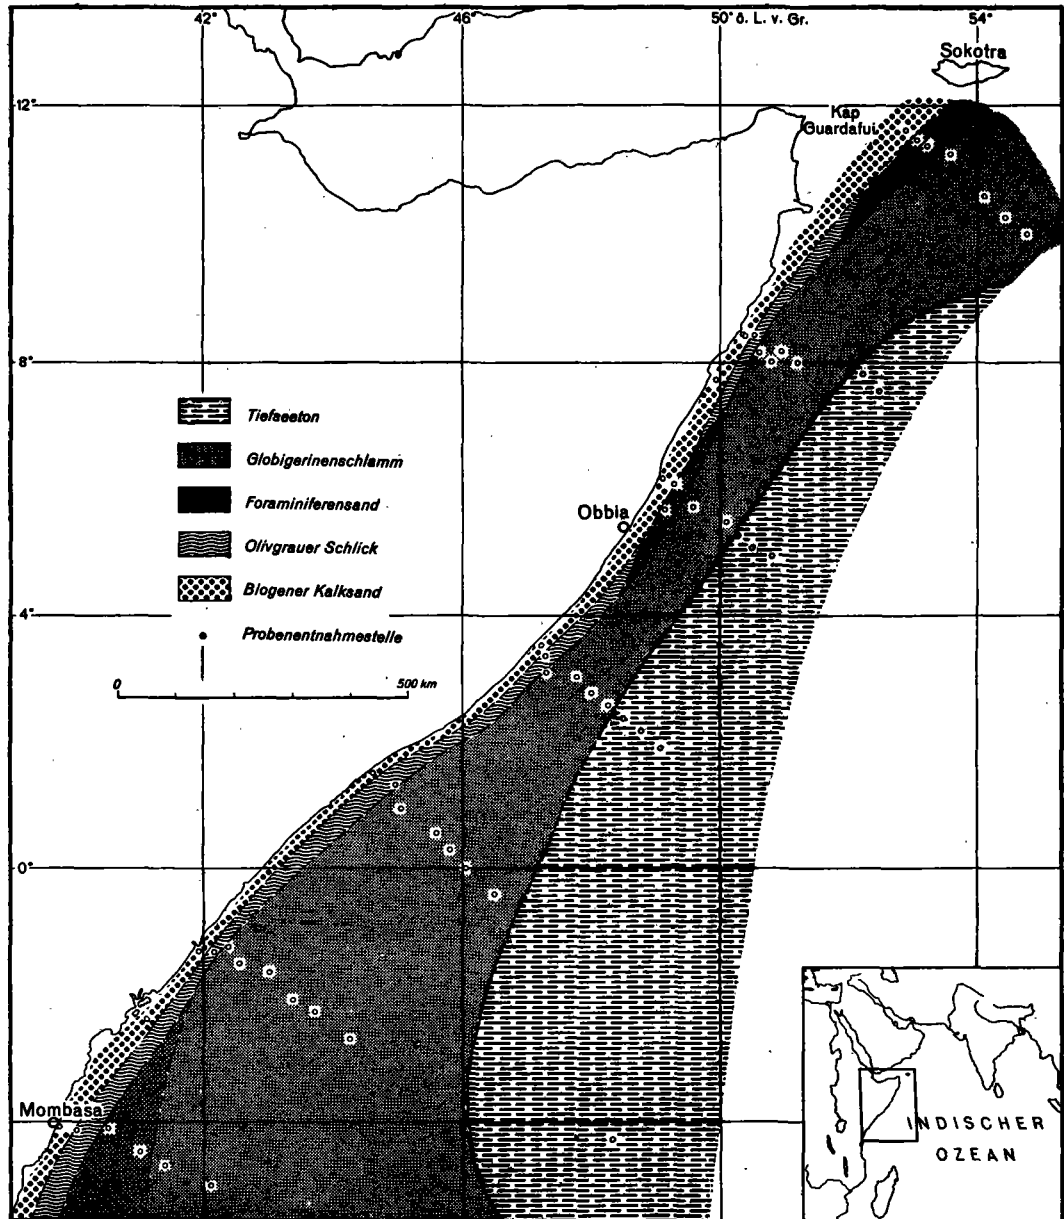 42°
46°
50° ö. L. v. Gr.
54°
Sokotra
12°
Kap
Guardafui
8°
Tiefseeton
Globigerinenschlamm
Foraminiferensand
Obbia
Olivgrauer Schlick
Biogener Kalksand
4°
Probenentnahmestelle
0
500 km
0°
Mombasa
INDISCHER
OZEAN